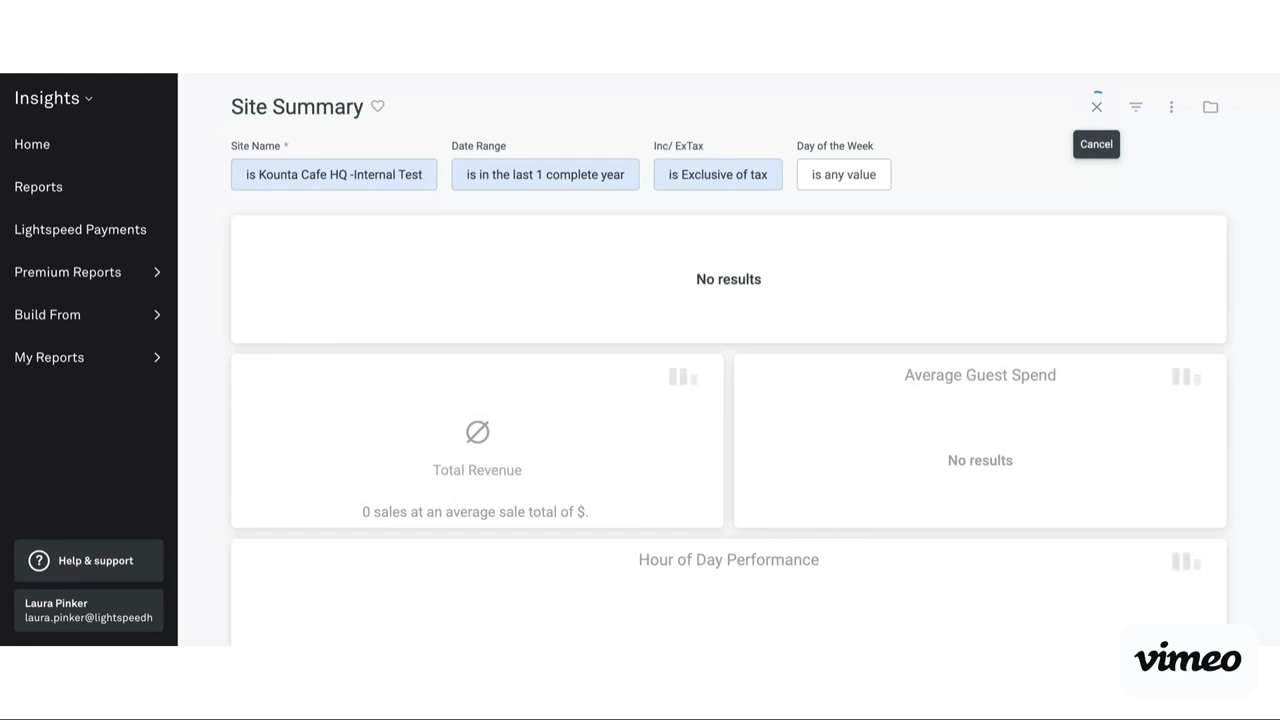 Insights
Home
Reports
Lightspeed Payments
Premium Reports
Build From
My Reports
Help & support
Laura Pinker
laura.pinker@lightspeedh
Site Summary
Cancel
Site Name *
Date Range
Inc/ ExTax
Day of the Week
is Kounta Cafe HQ -Internal Test
is in the last 1 complete year
is Exclusive of tax
is any value
No results
Total Revenue
0 sales at an average sale total of $.
Average Guest Spend
No results
Hour of Day Performance
vimeo